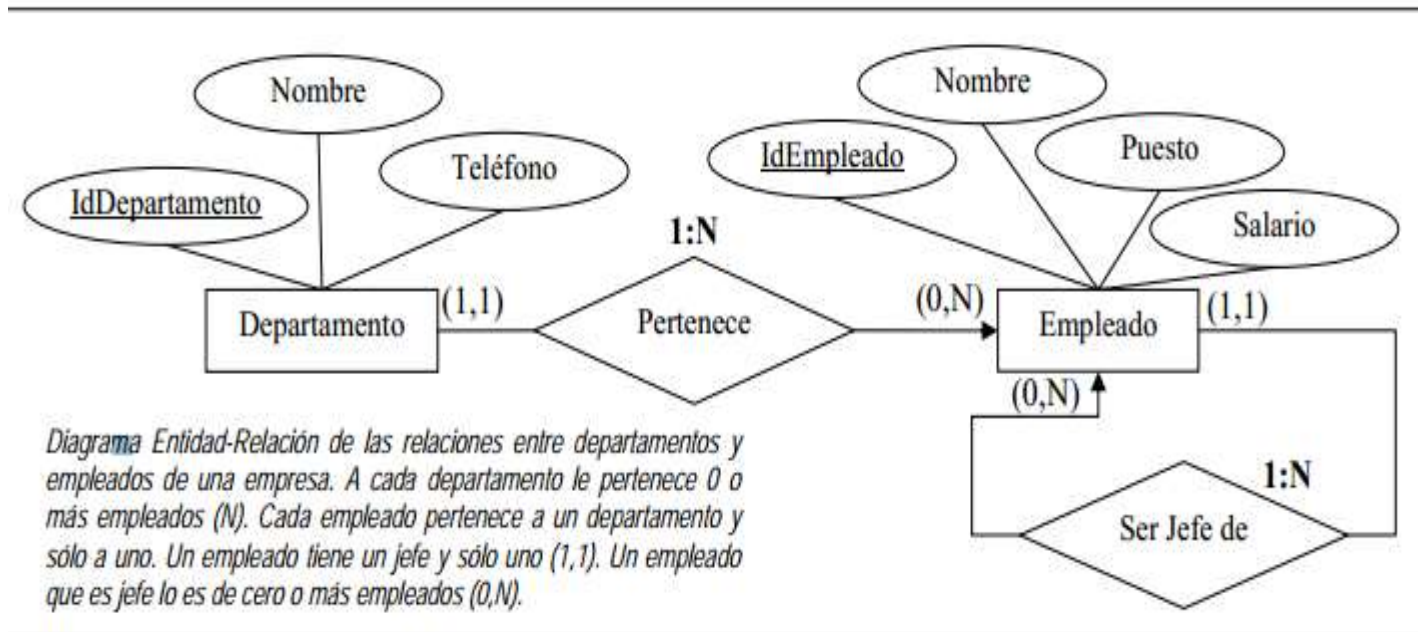 Nombre
Teléfono
IdDepartamento
Nombre
IdEmpleado
Puesto
Salario
1:N
Departamento
(1,1)
Pertenece
(0,N)
Empleado
(1,1)
(0,N)
1:N
Ser Jefe de
Diagrama Entidad-Relación de las relaciones entre departamentos y
empleados de una empresa. A cada departamento le pertenece 0 o
más empleados (N). Cada empleado pertenece a un departamento y
sólo a uno. Un empleado tiene un jefe y sólo uno (1,1). Un empleado
que es jefe lo es de cero o más empleados (0,N).